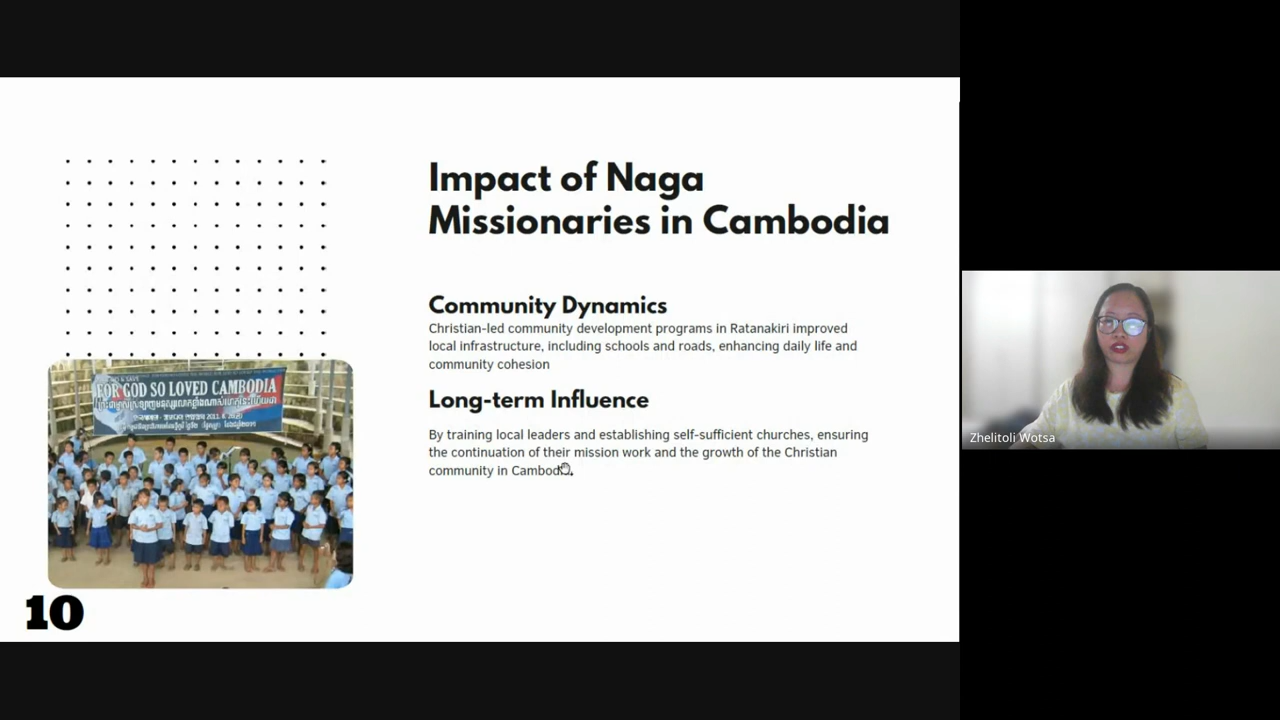 Impact of Naga
Missionaries in Cambodia
Community Dynamics
Christian-led community development programs in Ratanakiri improved
local infrastructure, including schools and roads, enhancing daily life and
community cohesion
Long-term Influence
By training local leaders and establishing self-sufficient churches, ensuring
the continuation of their mission work and the growth of the Christian
community in
FOR GOD SO LOVED CAMBODIA
10
Zhelitoli Wotsa